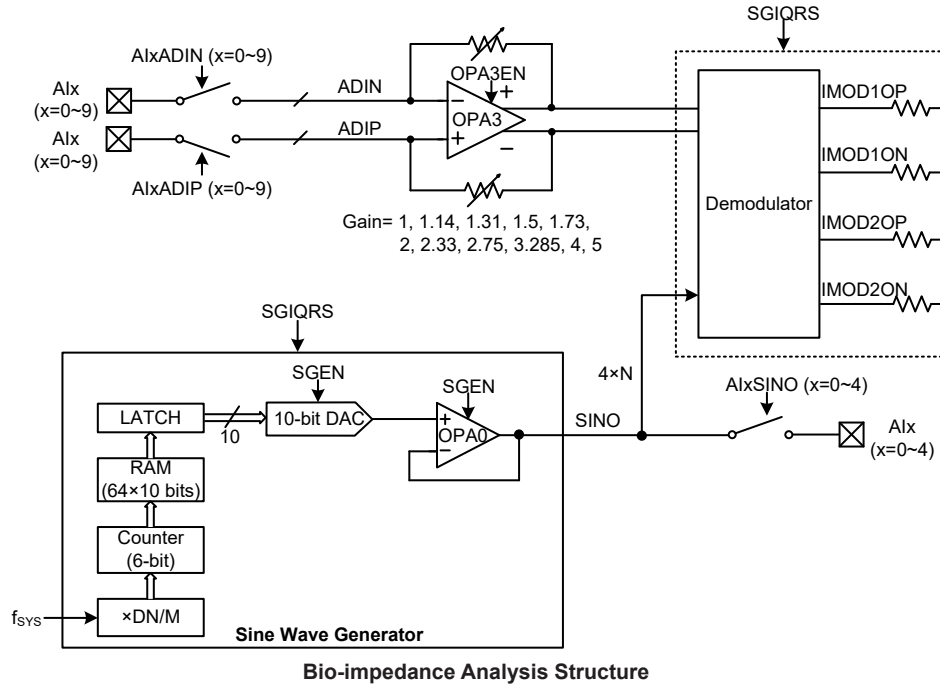 SGIQRS
AIxADIN (x=0~9)
AIx
(x=0~9)
ADIN
OPA3EN
+
−
OPA3
+
−
ADIP
AIx
(x=0~9)
AIxADIP (x=0~9)
Gain= 1, 1.14, 1.31, 1.5, 1.73,
2, 2.33, 2.75, 3.285, 4, 5
Demodulator
IMOD1OP
IMOD1ON
IMOD2OP
IMOD2ON
SGIQRS
4×N
SGEN
SGEN
AIxSINO (x=0~4)
LATCH
10
10-bit DAC
+
OPA0
−
SINO
AIx
(x=0~4)
RAM
(64×10 bits)
Counter
(6-bit)
fSYS
×DN/M
Sine Wave Generator
Bio-impedance Analysis Structure